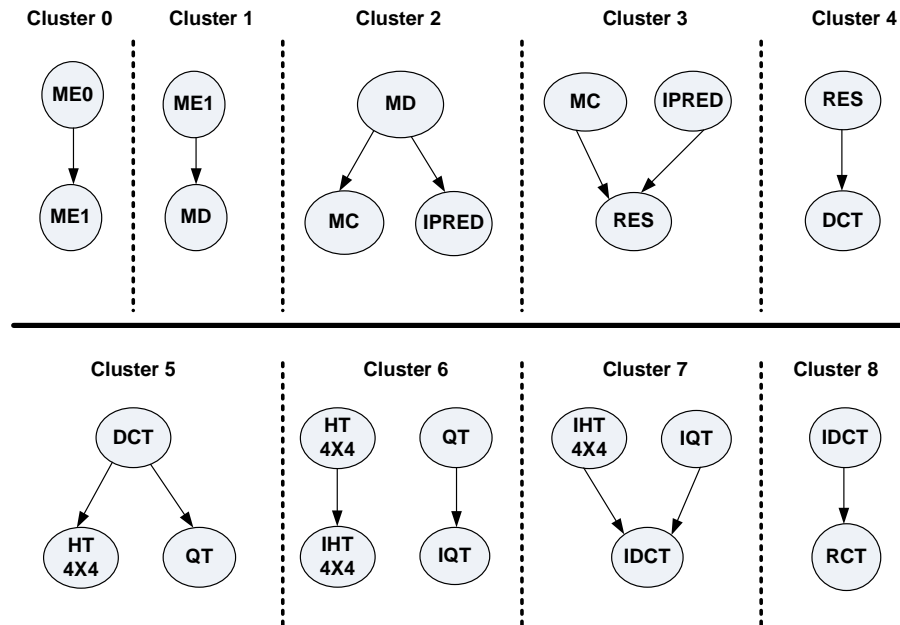 Cluster 0 Cluster 1 Cluster 2 Cluster 3 Cluster 4
ME0 ME1 MD MC IPRED RES
ME1 MD MC IPRED RES DCT
Cluster 5 Cluster 6 Cluster 7 Cluster 8
DCT HT 4X4 QT IHT 4X4 IQT IDCT
HT 4X4 QT IHT 4X4 IQT IDCT RCT